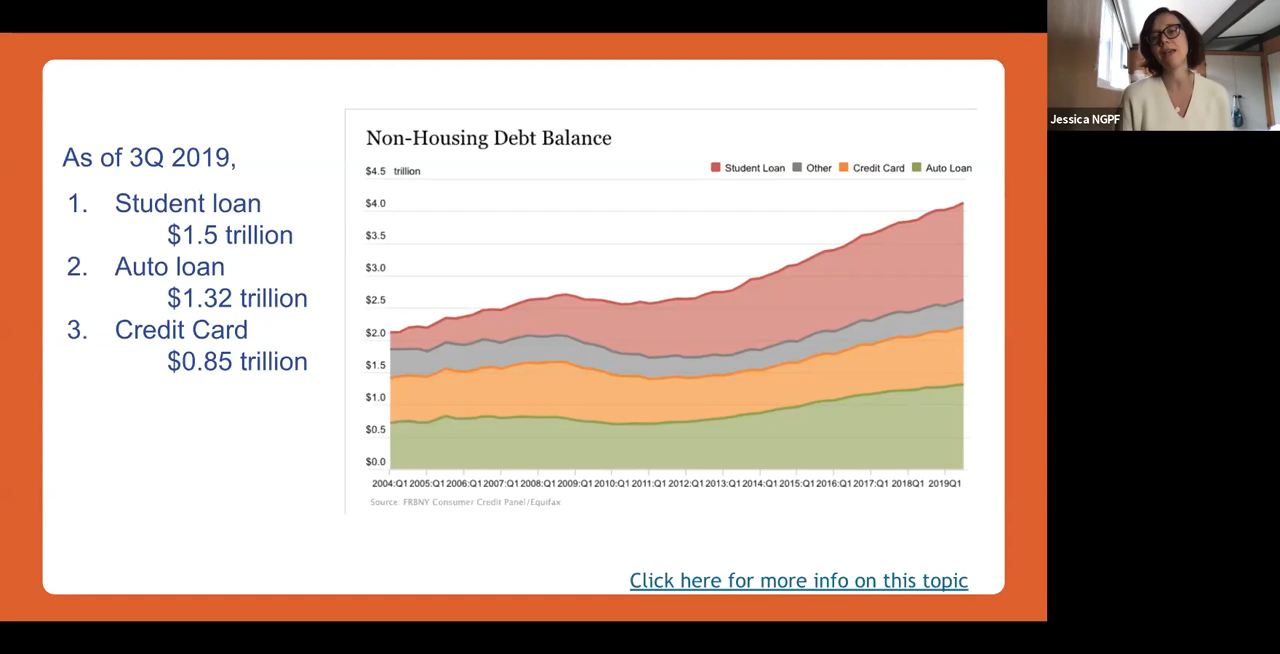 As of 3Q 2019,
1. Student loan
$1.5 trillion
2. Auto loan
$1.32 trillion
3. Credit Card
$0.85 trillion
Non-Housing Debt Balance
$4.5 trillion
Student Loan Other Credit Card Auto Loan
$4.0
$3.5
$3.0
$2.5
$2.0
$1.5
$1.0
$0.5
$0.0
2004:Q1 2005:Q1 2006:Q1 2007:Q1 2008:Q1 2009:Q1 2010:Q1 2011:Q1 2012:Q1 2013:Q1 2014:Q1 2015:Q1 2016:Q1 2017:Q1 2018Q1 2019Q1
Source: FRBNY Consumer Credit Panel/Equifax
Click here for more info on this topic
Jessica NGPF